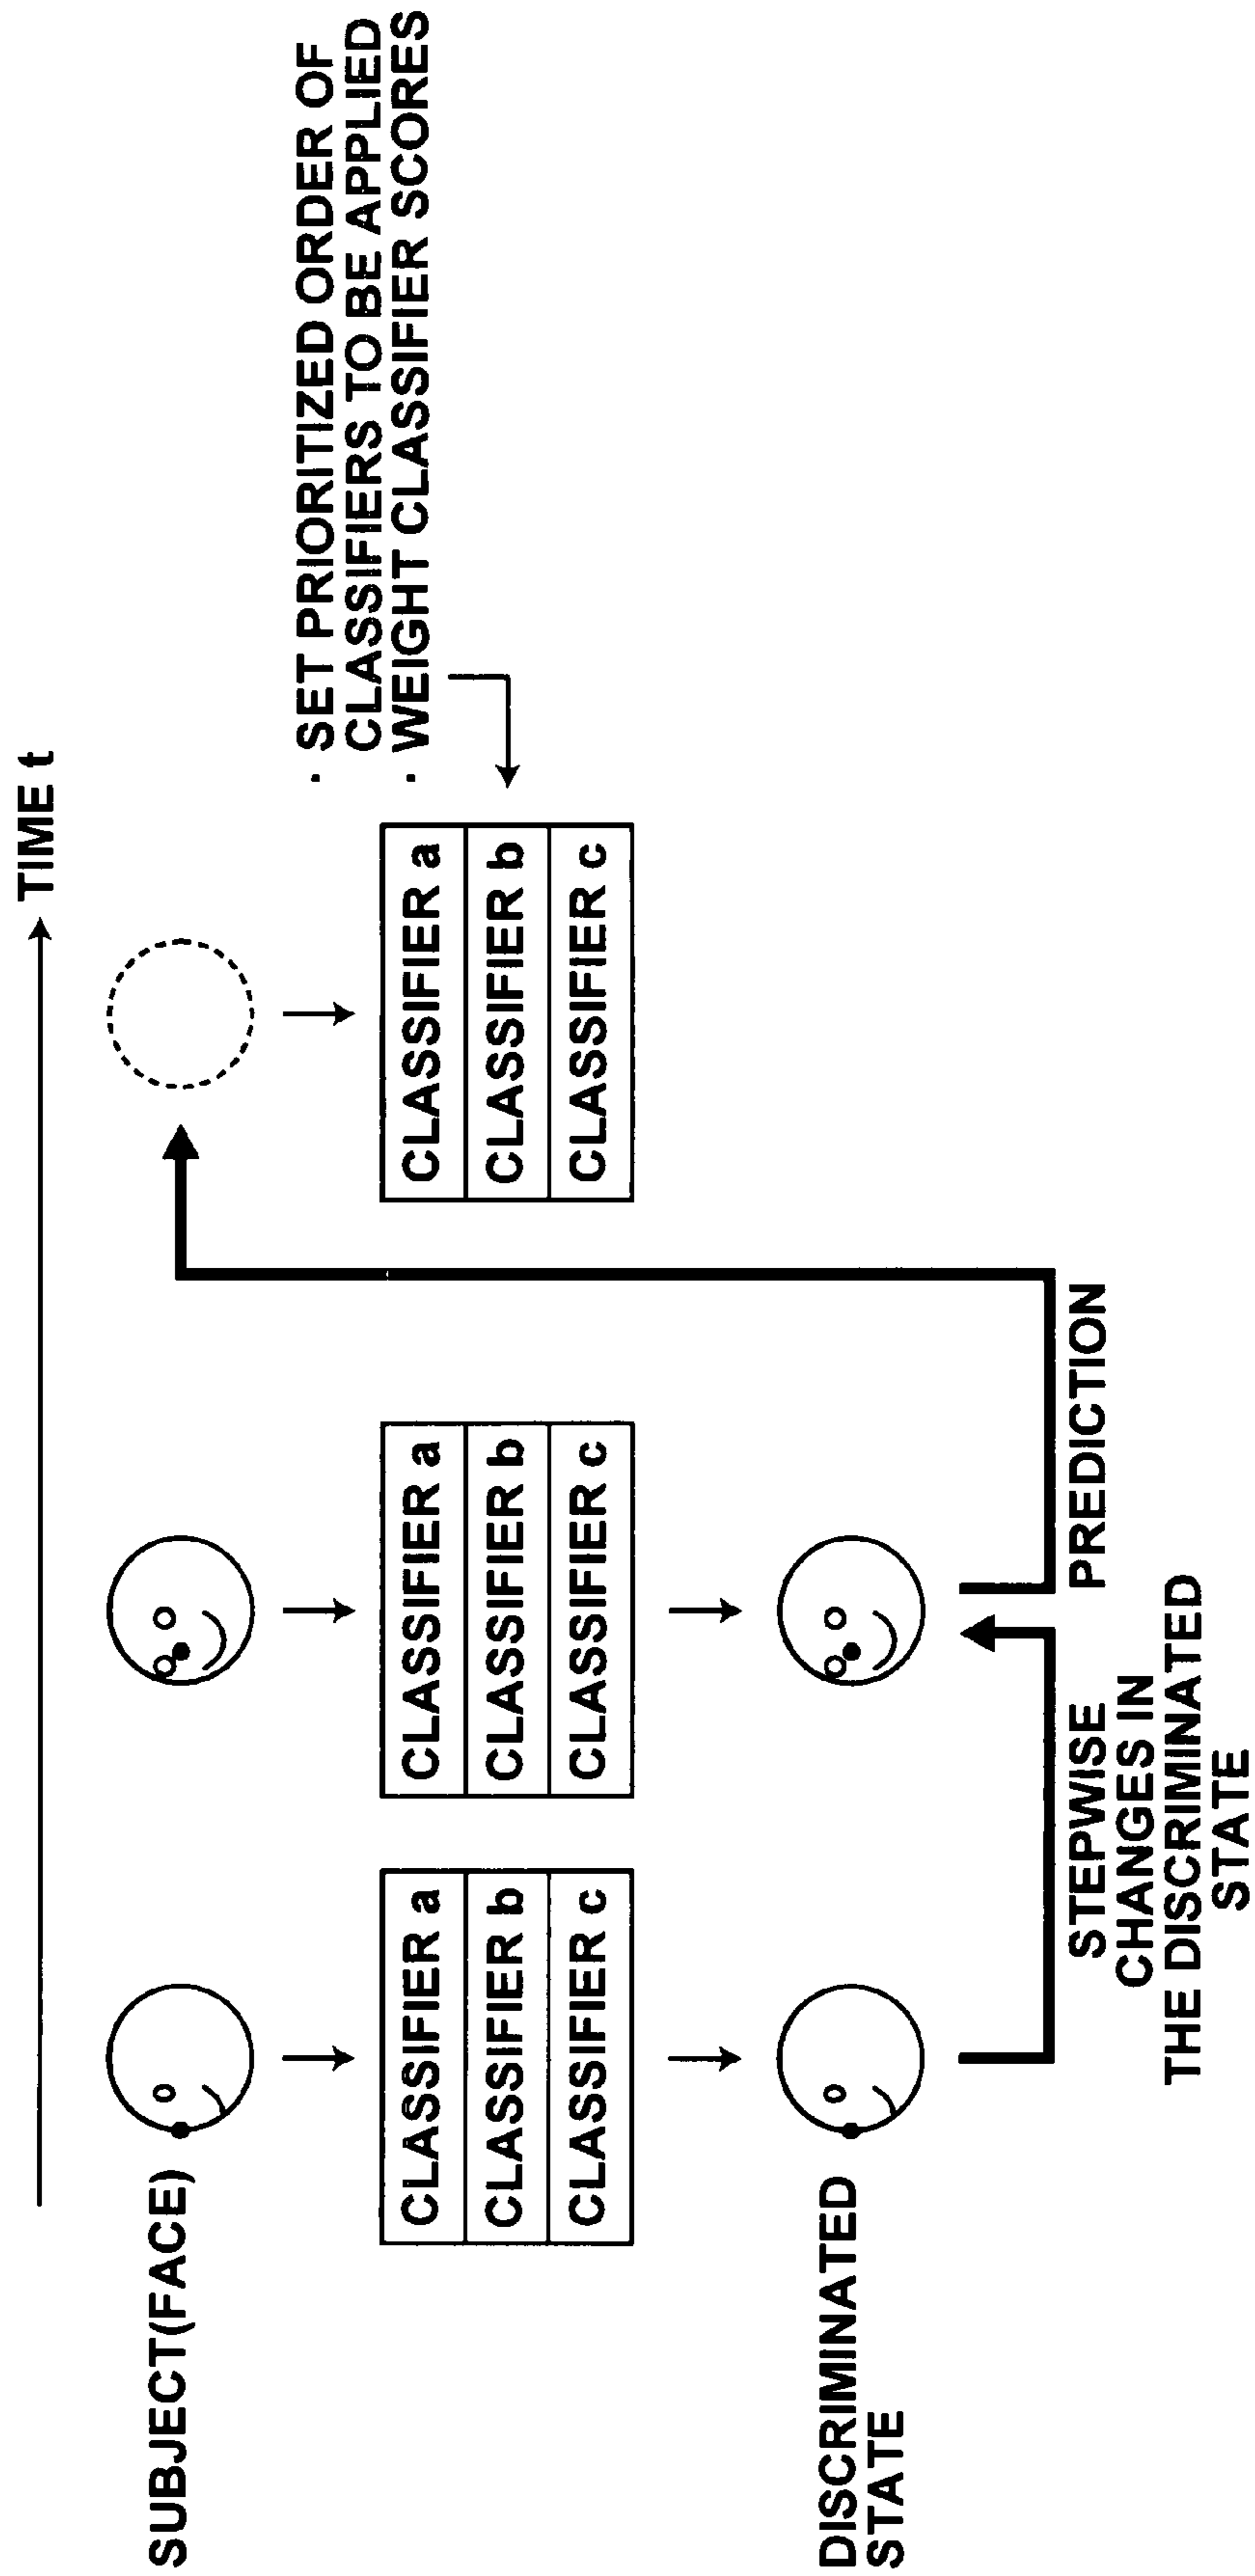 TIME t
SUBJECT(FACE)
· SET PRIORITIZED ORDER OF
CLASSIFIERS TO BE APPLIED
· WEIGHT CLASSIFIER SCORES
CLASSIFIER a
CLASSIFIER b
CLASSIFIER c
CLASSIFIER a
CLASSIFIER b
CLASSIFIER c
CLASSIFIER a
CLASSIFIER b
CLASSIFIER c
DISCRIMINATED
STATE
STEPWISE
CHANGES IN
THE DISCRIMINATED
STATE
PREDICTION